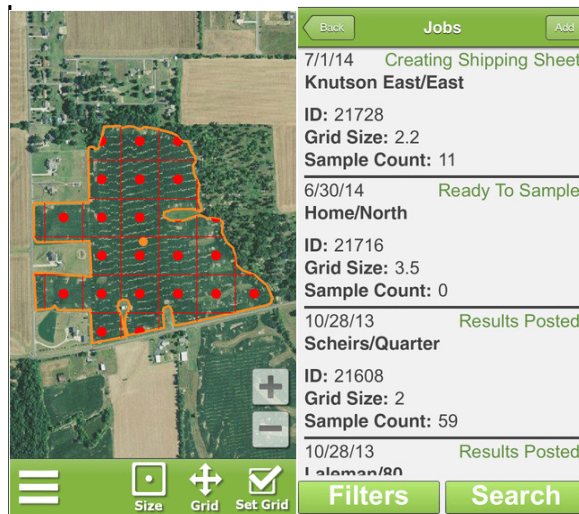 Back
Jobs
Add
7/1/14 Creating Shipping Sheet
Knutson East/East
ID: 21728
Grid Size: 2.2
Sample Count: 11
6/30/14 Ready To Sample
Home/North
ID: 21716
Grid Size: 3.5
Sample Count: 0
10/28/13 Results Posted
Scheirs/Quarter
ID: 21608
Grid Size: 2
Sample Count: 59
10/28/13 Results Posted
Laleman/80
Size Grid Set Grid
Filters Search